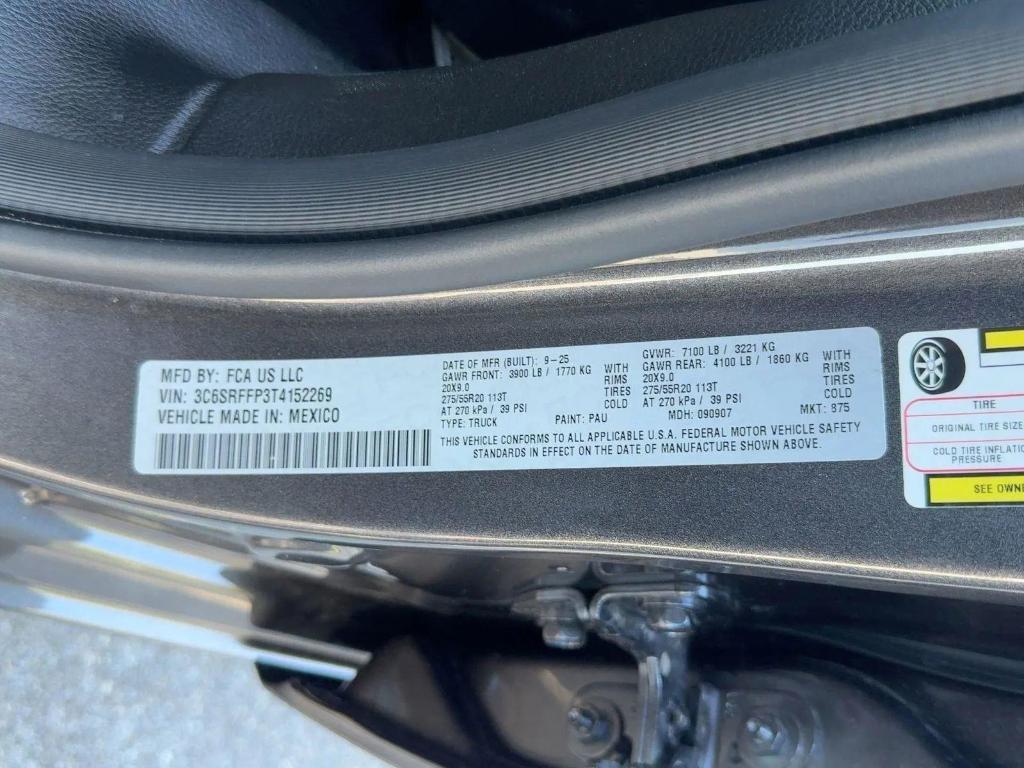 MFD BY: FCA US LLC
VIN: 3C6SRFFP3T4152269
VEHICLE MADE IN: MEXICO
DATE OF MFR (BUILT): 9-25
GAWR FRONT: 3900 LB / 1770 KG WITH
20X9.0 RIMS
275/55R20 113T TIRES
AT 270 kPa / 39 PSI COLD
TYPE: TRUCK PAINT: PAU
GVWR: 7100 LB / 3221 KG
GAWR REAR: 4100 LB / 1860 KG WITH
20X9.0 RIMS
275/55R20 113T TIRES
AT 270 kPa / 39 PSI COLD
MDH: 090907 MKT: 875
THIS VEHICLE CONFORMS TO ALL APPLICABLE U.S.A. FEDERAL MOTOR VEHICLE SAFETY
STANDARDS IN EFFECT ON THE DATE OF MANUFACTURE SHOWN ABOVE.
TIRE
ORIGINAL TIRE SIZE
COLD TIRE
PRESSURE
SEE